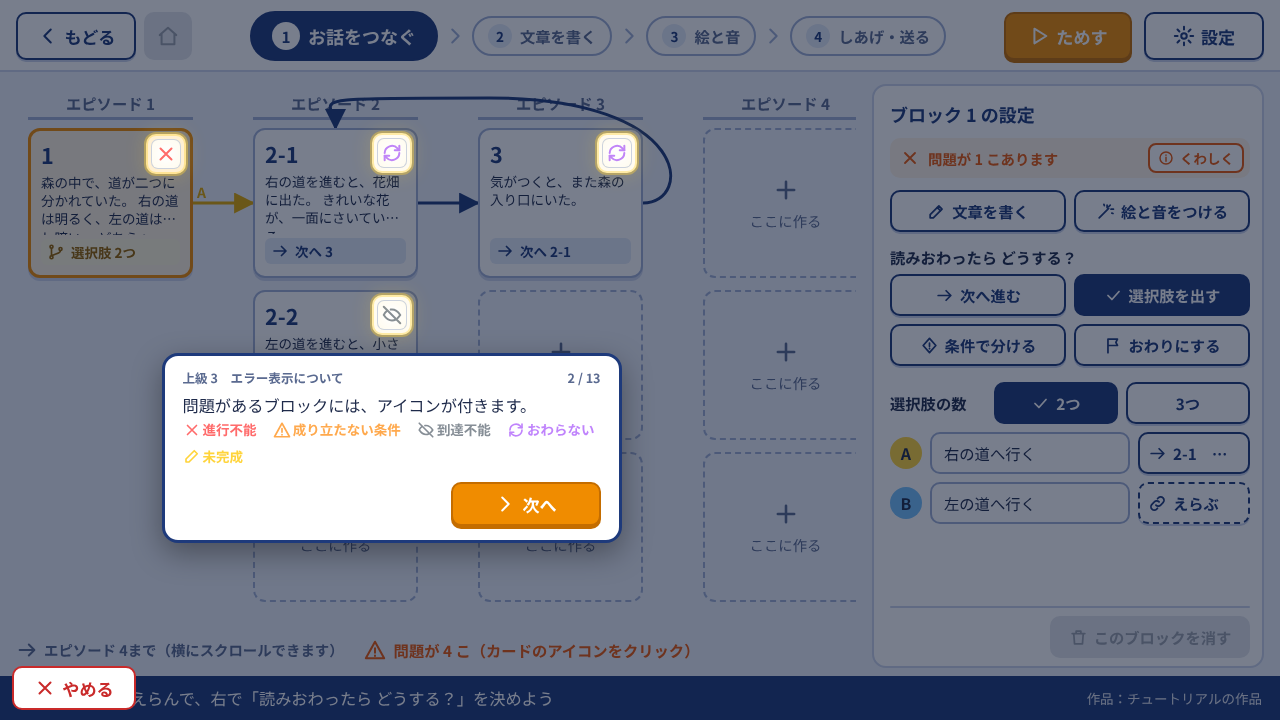 もどる
1 お話をつなぐ
2 文章を書く
3 絵と音
4 しあげ・送る
ためす
設定
エピソード 1
エピソード 2
エピソード 3
エピソード 4
1
森の中で、道が二つに
分かれていた。 右の道
は明るく、左の道は…
選択肢 2つ
A
2-1
右の道を進むと、花畑
に出た。 きれいな花
が、一面にさいてい…
次へ 3
3
気がつくと、また森の
入り口にいた。
次へ 2-1
ここに作る
2-2
左の道を進むと、小さ
ここに作る
ここに作る
ここに作る
ここに作る
上級 3 エラー表示について
2 / 13
問題があるブロックには、アイコンが付きます。
進行不能 成り立たない条件 到達不能 おわらない
未完成
次へ
ブロック 1 の設定
問題が 1 こあります
くわしく
文章を書く
絵と音をつける
読みおわったら どうする？
次へ進む
選択肢を出す
条件で分ける
おわりにする
選択肢の数
2つ
3つ
A 右の道へ行く 2-1 …
B 左の道へ行く えらぶ
このブロックを消す
エピソード 4まで（横にスクロールできます）
問題が 4 こ（カードのアイコンをクリック）
やめる
えらんで、右で「読みおわったら どうする？」を決めよう
作品：チュートリアルの作品